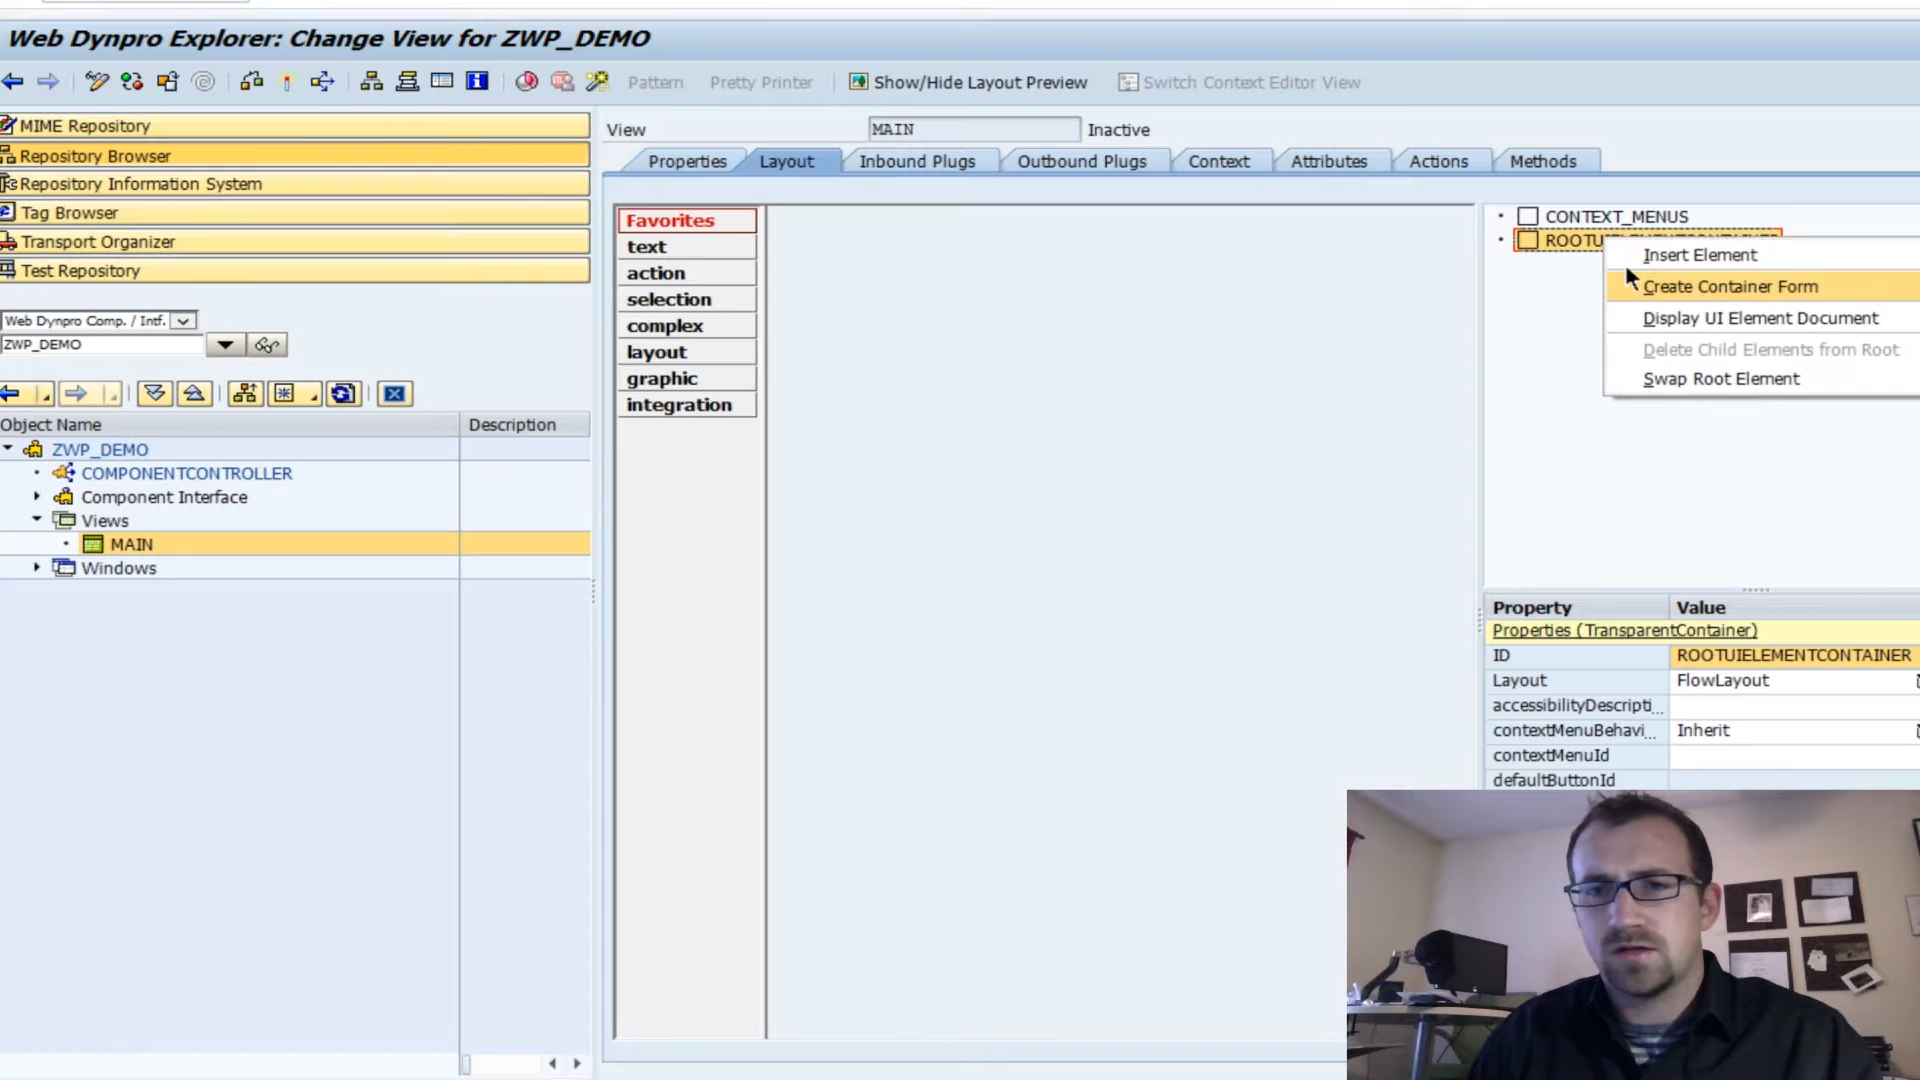 Web Dynpro Explorer: Change View for ZWP_DEMO
Pattern Pretty Printer Show/Hide Layout Preview Switch Context Editor View
MIME Repository
Repository Browser
Repository Information System
Tag Browser
Transport Organizer
Test Repository
Web Dynpro Comp. / Intf.
ZWP_DEMO
Object Name Description
ZWP_DEMO
COMPONENTCONTROLLER
Component Interface
Views
MAIN
Windows
View MAIN Inactive
Properties Layout Inbound Plugs Outbound Plugs Context Attributes Actions Methods
Favorites
text
action
selection
complex
layout
graphic
integration
CONTEXT_MENUS
Insert Element
Create Container Form
Display UI Element Document
Delete Child Elements from Root
Swap Root Element
Property Value
Properties (TransparentContainer)
ID ROOTUIELEMENTCONTAINER
Layout FlowLayout
accessibilityDescripti...
contextMenuBehavi... Inherit
contextMenuId
defaultButtonId